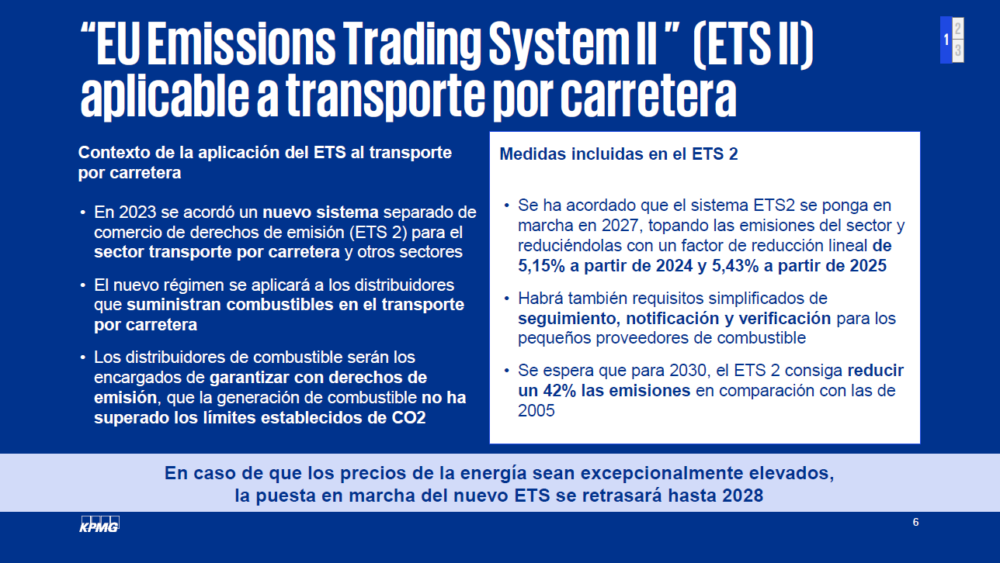 “EU Emissions Trading System II ” (ETS II)
aplicable a transporte por carretera
1
2
3
Contexto de la aplicación del ETS al transporte
por carretera
• En 2023 se acordó un nuevo sistema separado de
comercio de derechos de emisión (ETS 2) para el
sector transporte por carretera y otros sectores
• El nuevo régimen se aplicará a los distribuidores
que suministran combustibles en el transporte
por carretera
• Los distribuidores de combustible serán los
encargados de garantizar con derechos de
emisión, que la generación de combustible no ha
superado los límites establecidos de CO2
Medidas incluidas en el ETS 2
• Se ha acordado que el sistema ETS2 se ponga en
marcha en 2027, topando las emisiones del sector y
reduciéndolas con un factor de reducción lineal de
5,15% a partir de 2024 y 5,43% a partir de 2025
• Habrá también requisitos simplificados de
seguimiento, notificación y verificación para los
pequeños proveedores de combustible
• Se espera que para 2030, el ETS 2 consiga reducir
un 42% las emisiones en comparación con las de
2005
En caso de que los precios de la energía sean excepcionalmente elevados,
la puesta en marcha del nuevo ETS se retrasará hasta 2028
KPMG
6